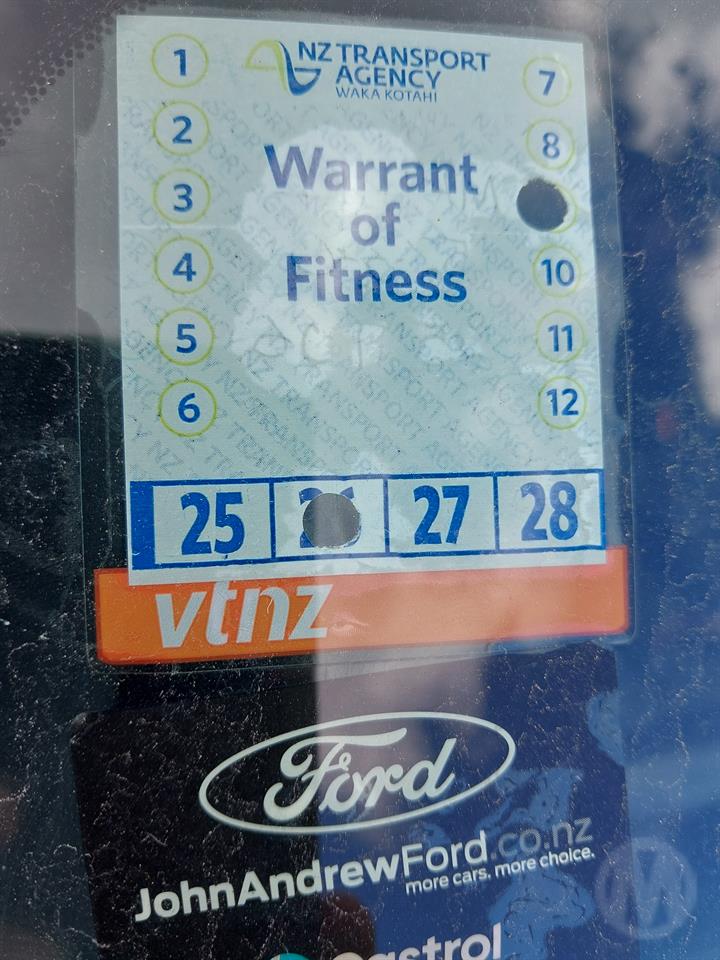 NZ TRANSPORT
AGENCY
WAKA KOTAHI
Warrant
of
Fitness
1
2
3
4
5
6
7
8
10
11
12
25
27
28
vtnz
Ford
JohnAndrewFord.co.nz
more cars. more choice.
Castrol
M